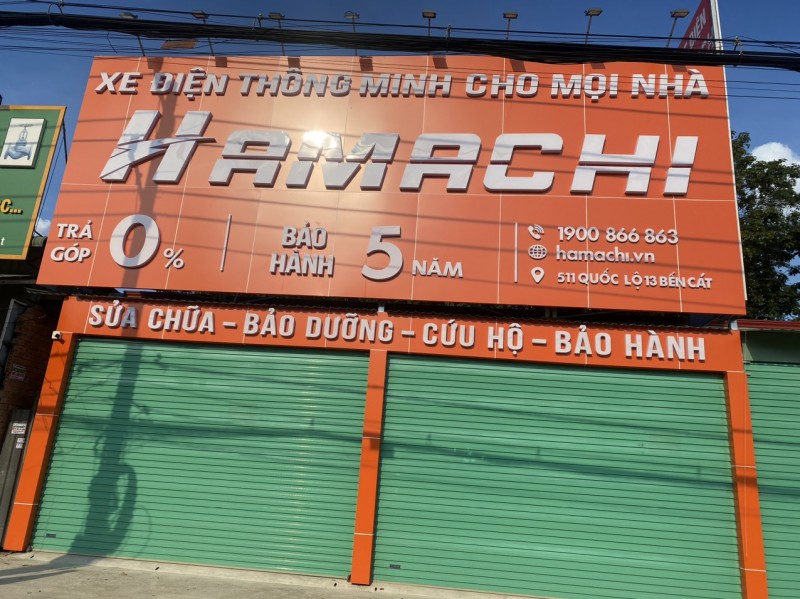 XE ĐIỆN THÔNG MINH CHO MỌI NHÀ
HAMACHI
TRẢ GÓP 0%
BẢO HÀNH 5 NĂM
1900 866 863
hamachi.vn
511 QUỐC LỘ 13 BẾN CÁT
SỬA CHỮA - BẢO DƯỠNG - CỨU HỘ - BẢO HÀNH